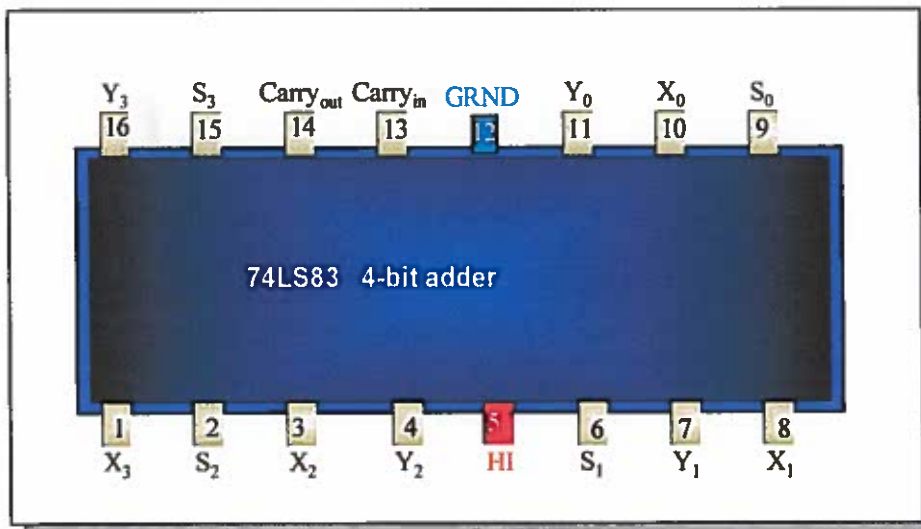 Y3 S3 Carryout Carryin GRND Y0 X0 S0
16 15 14 13 12 11 10 9
74LS83 4-bit adder
1 2 3 4 5 6 7 8
X3 S2 X2 Y2 HI S1 Y1 X1